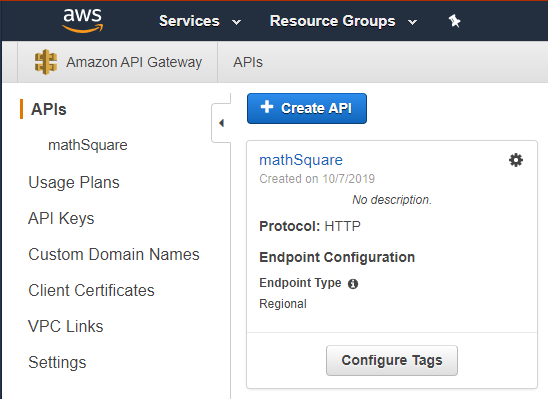 aws
Services
Resource Groups
Amazon API Gateway
APIs
APIs
mathSquare
Usage Plans
API Keys
Custom Domain Names
Client Certificates
VPC Links
Settings
+ Create API
mathSquare
Created on 10/7/2019
No description.
Protocol: HTTP
Endpoint Configuration
Endpoint Type
Regional
Configure Tags